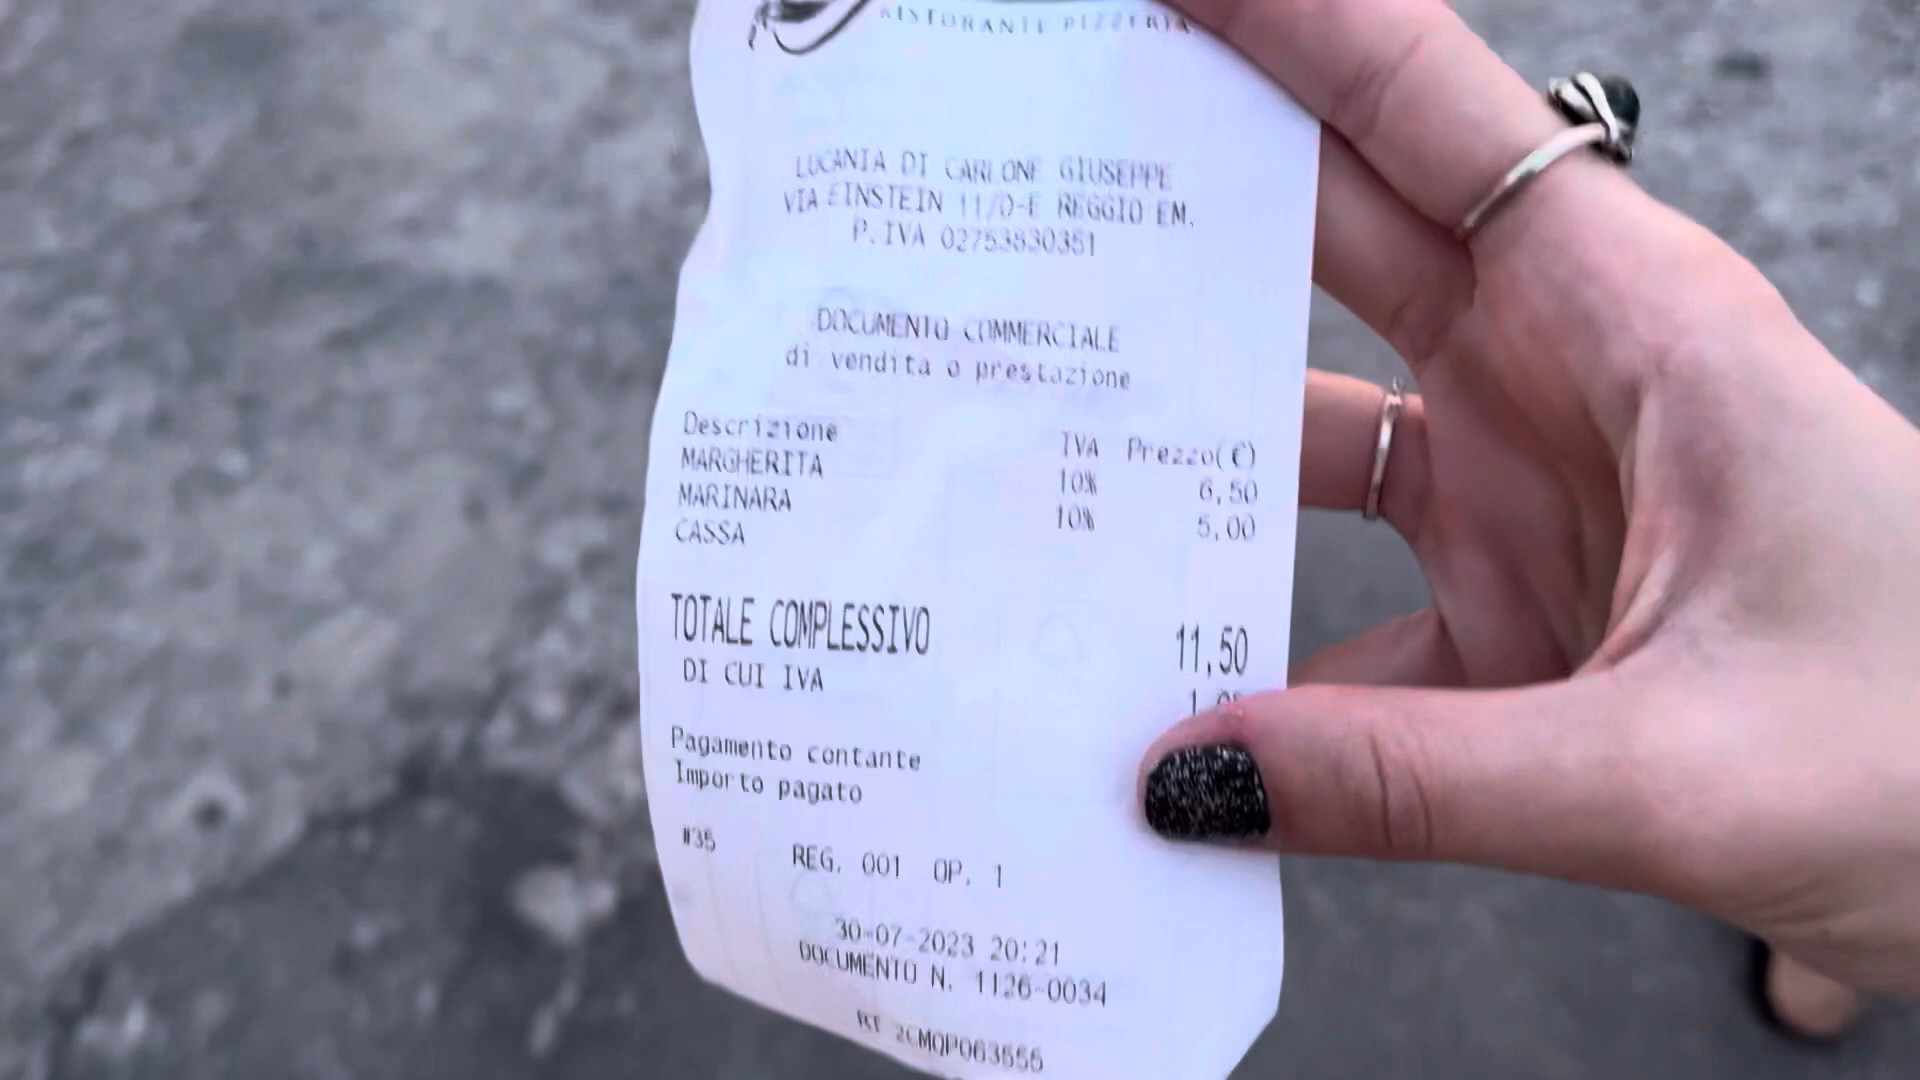 RISTORANTE PIZZERIA
LUCANIA DI CARLONE GIUSEPPE
VIA EINSTEIN 11/D-E REGGIO EM.
P.IVA 02753830351
DOCUMENTO COMMERCIALE
di vendita o prestazione
Descrizione IVA Prezzo(€)
MARGHERITA 10% 6,50
MARINARA 10% 5,00
CASSA
TOTALE COMPLESSIVO 11,50
DI CUI IVA
Pagamento contante
Importo pagato
#35 REG. 001 OP. 1
30-07-2023 20:21
DOCUMENTO N. 1126-0034
RT 2CMQP063555